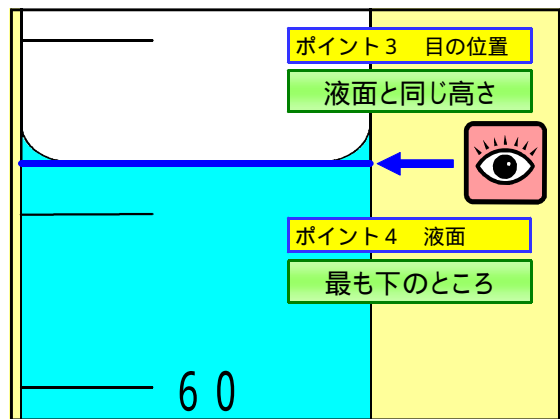 ポイント3　目の位置
液面と同じ高さ
ポイント4　液面
最も下のところ
60